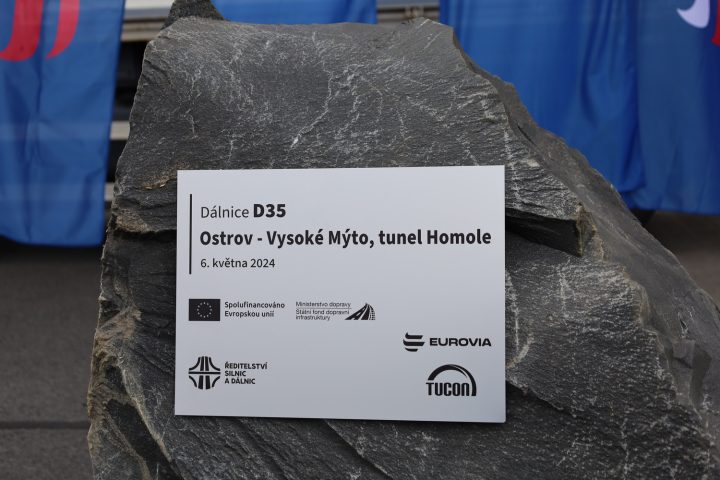 Dálnice D35
Ostrov - Vysoké Mýto, tunel Homole
6. května 2024
Spolufinancováno
Evropskou unií
Ministerstvo dopravy
Státní fond dopravní
infrastruktury
EUROVIA
ŘEDITELSTVÍ
SILNIC
A DÁLNIC
TUCON